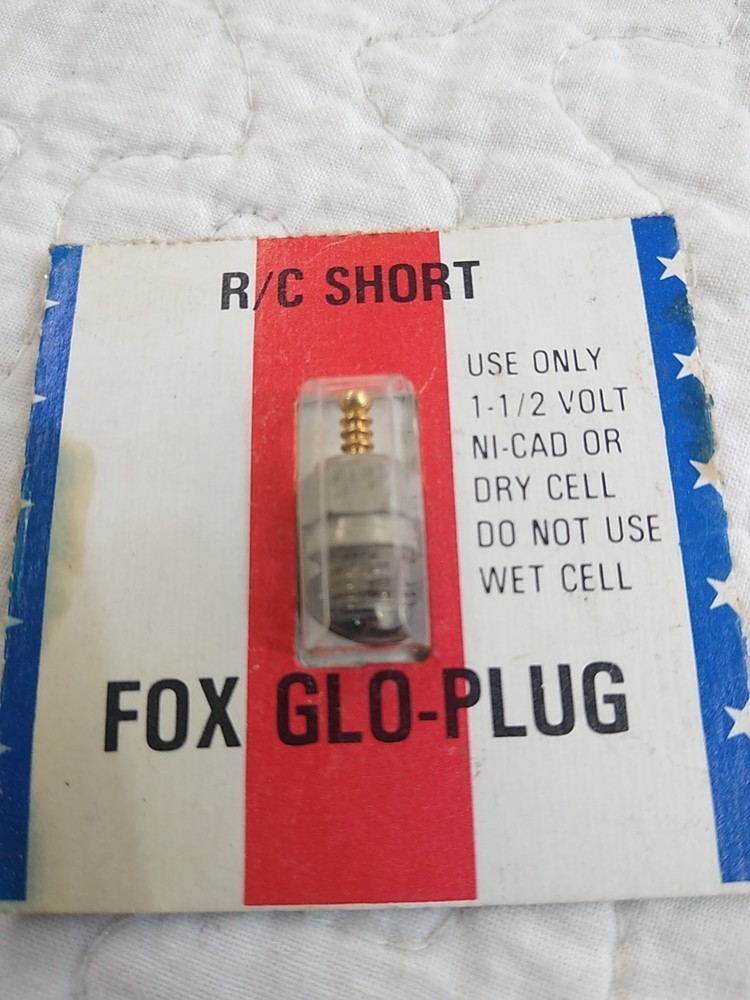 R/C SHORT
USE ONLY
1-1/2 VOLT
NI-CAD OR
DRY CELL
DO NOT USE
WET CELL
FOX GLO-PLUG